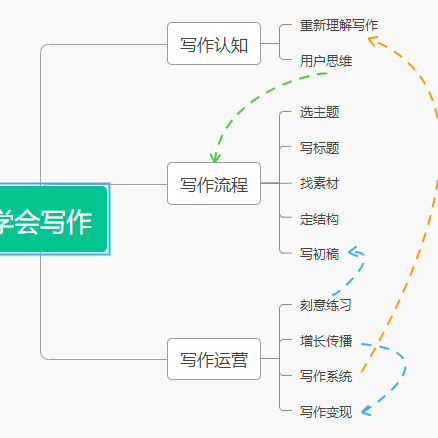 学会写作
写作认知
重新理解写作
用户思维
写作流程
选主题
写标题
找素材
定结构
写初稿
写作运营
刻意练习
增长传播
写作系统
写作变现